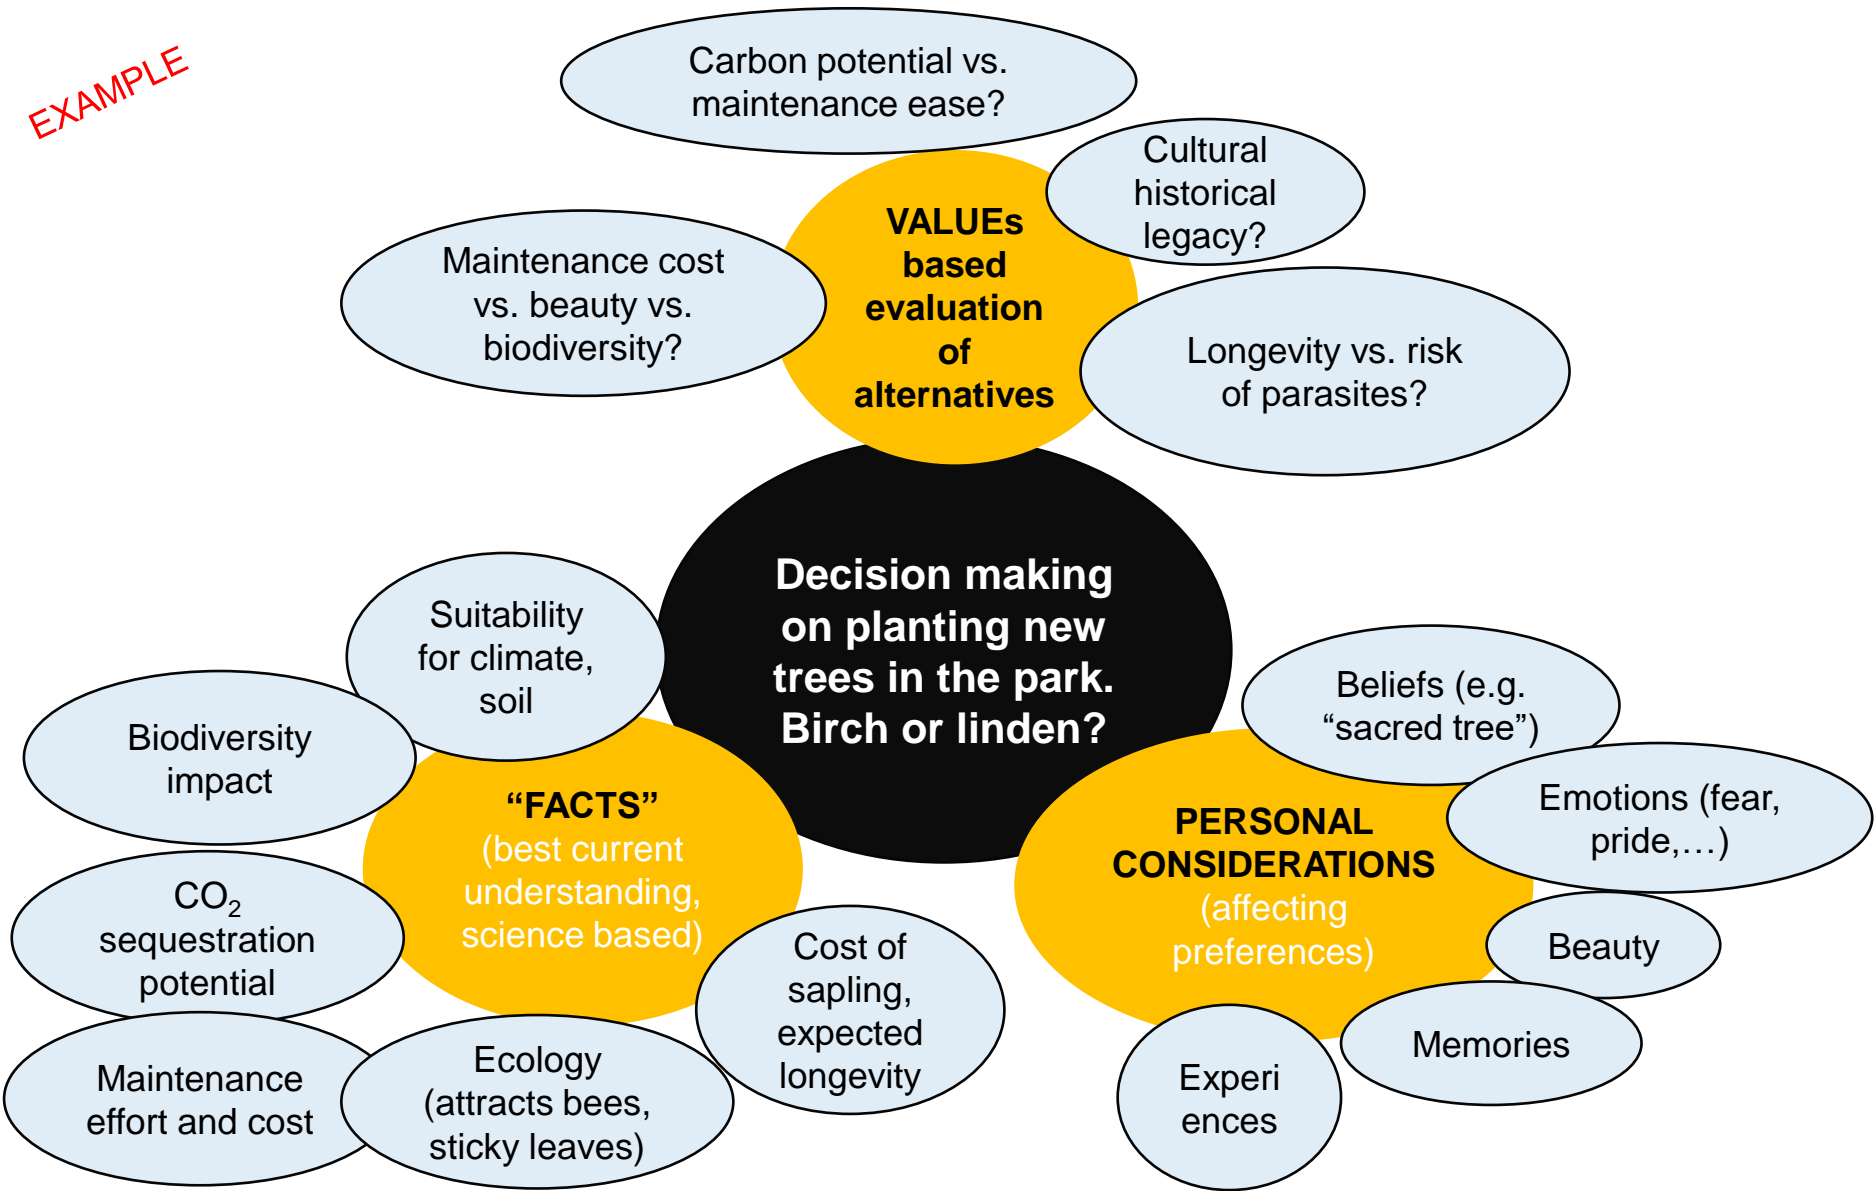 EXAMPLE
Carbon potential vs.
maintenance ease?
Cultural
historical
legacy?
VALUEs
based
evaluation
of
alternatives
Maintenance cost
vs. beauty vs.
biodiversity?
Longevity vs. risk
of parasites?
Decision making
on planting new
trees in the park.
Birch or linden?
Suitability
for climate,
soil
Biodiversity
impact
“FACTS”
(best current
understanding,
science based)
CO₂
sequestration
potential
Maintenance
effort and cost
Ecology
(attracts bees,
sticky leaves)
Cost of
sapling,
expected
longevity
Beliefs (e.g.
“sacred tree”)
Emotions (fear,
pride,…)
PERSONAL
CONSIDERATIONS
(affecting
preferences)
Beauty
Memories
Experi
ences